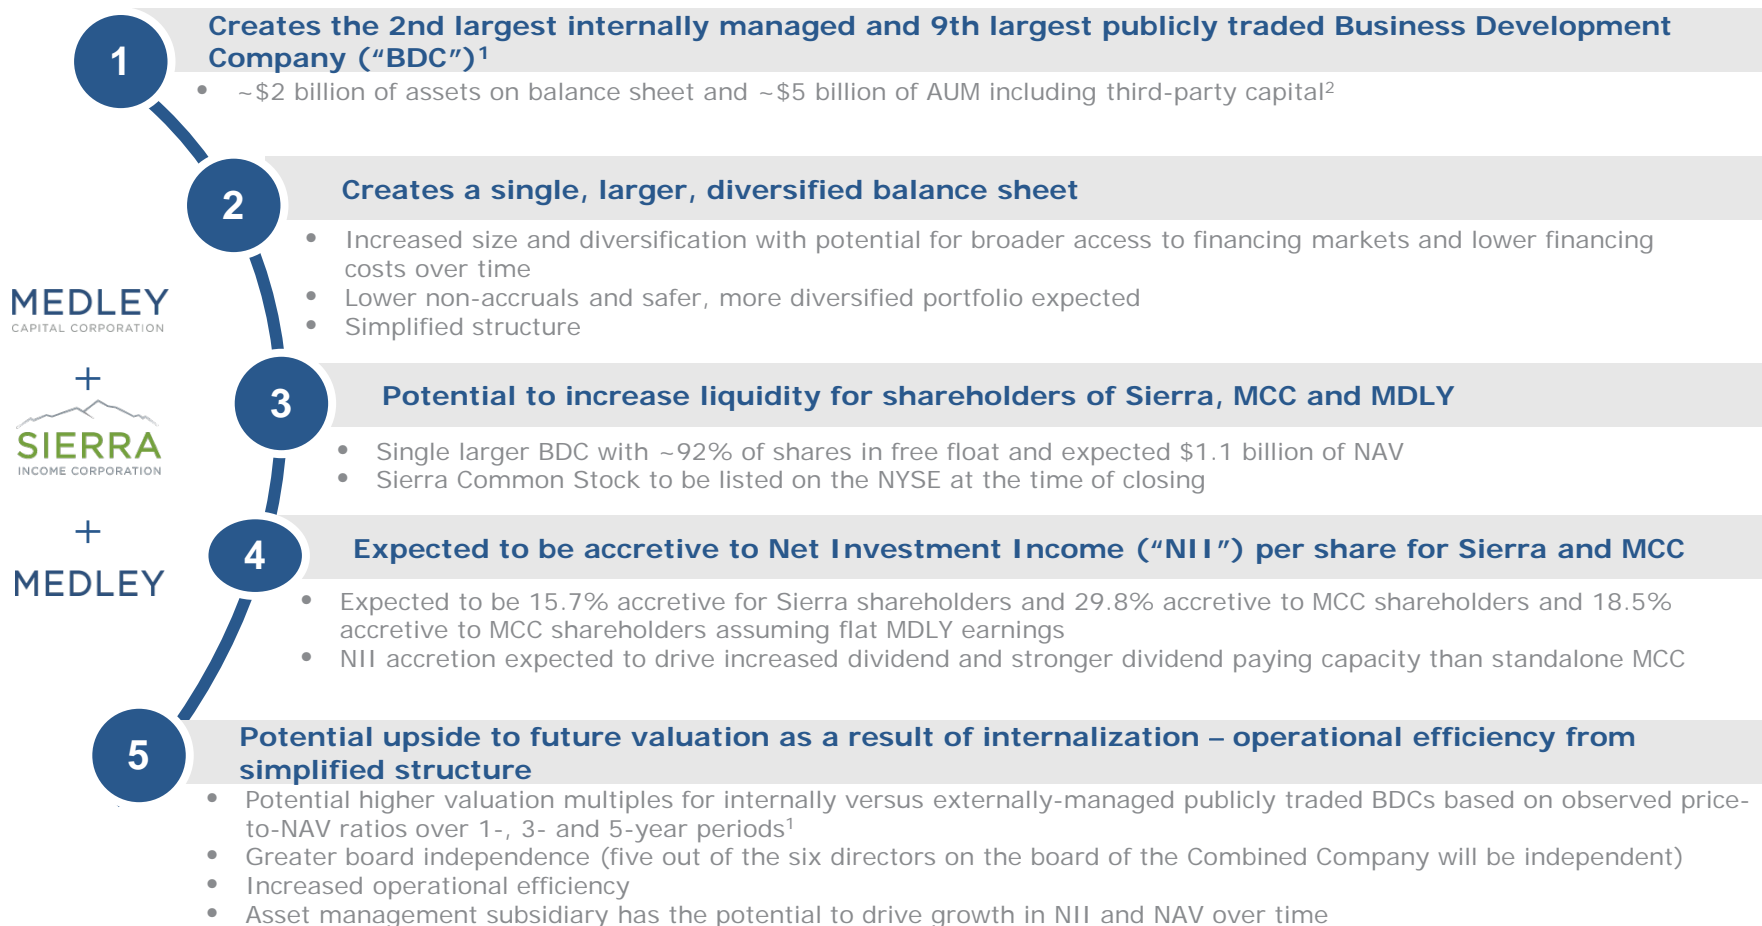 1
Creates the 2nd largest internally managed and 9th largest publicly traded Business Development
Company (“BDC”)¹
• ~$2 billion of assets on balance sheet and ~$5 billion of AUM including third-party capital²
2
Creates a single, larger, diversified balance sheet
• Increased size and diversification with potential for broader access to financing markets and lower financing
costs over time
• Lower non-accruals and safer, more diversified portfolio expected
• Simplified structure
MEDLEY
CAPITAL CORPORATION
+
SIERRA
INCOME CORPORATION
+
MEDLEY
3
Potential to increase liquidity for shareholders of Sierra, MCC and MDLY
• Single larger BDC with ~92% of shares in free float and expected $1.1 billion of NAV
• Sierra Common Stock to be listed on the NYSE at the time of closing
4
Expected to be accretive to Net Investment Income (“NII”) per share for Sierra and MCC
• Expected to be 15.7% accretive for Sierra shareholders and 29.8% accretive to MCC shareholders and 18.5%
accretive to MCC shareholders assuming flat MDLY earnings
• NII accretion expected to drive increased dividend and stronger dividend paying capacity than standalone MCC
5
Potential upside to future valuation as a result of internalization – operational efficiency from
simplified structure
• Potential higher valuation multiples for internally versus externally-managed publicly traded BDCs based on observed price-
to-NAV ratios over 1-, 3- and 5-year periods¹
• Greater board independence (five out of the six directors on the board of the Combined Company will be independent)
• Increased operational efficiency
• Asset management subsidiary has the potential to drive growth in NII and NAV over time